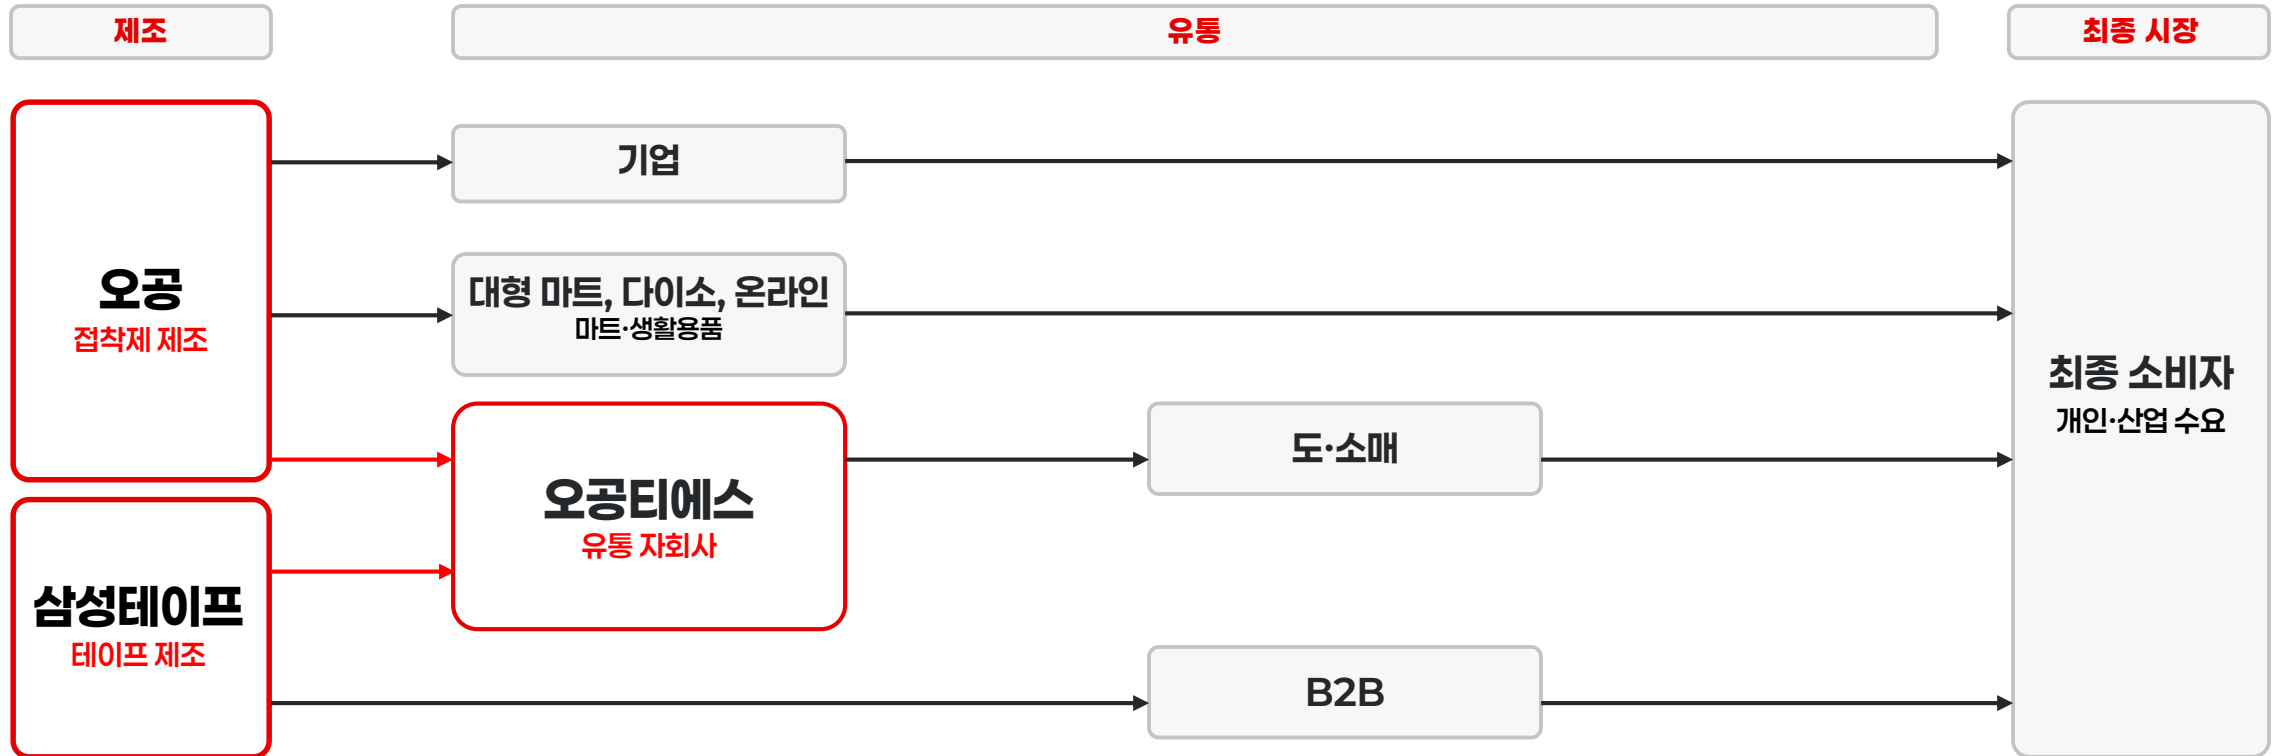 제조
유통
최종 시장
오공
접착제 제조
기업
대형 마트, 다이소, 온라인
마트·생활용품
오공티에스
유통 자회사
도·소매
삼성테이프
테이프 제조
B2B
최종 소비자
개인·산업 수요